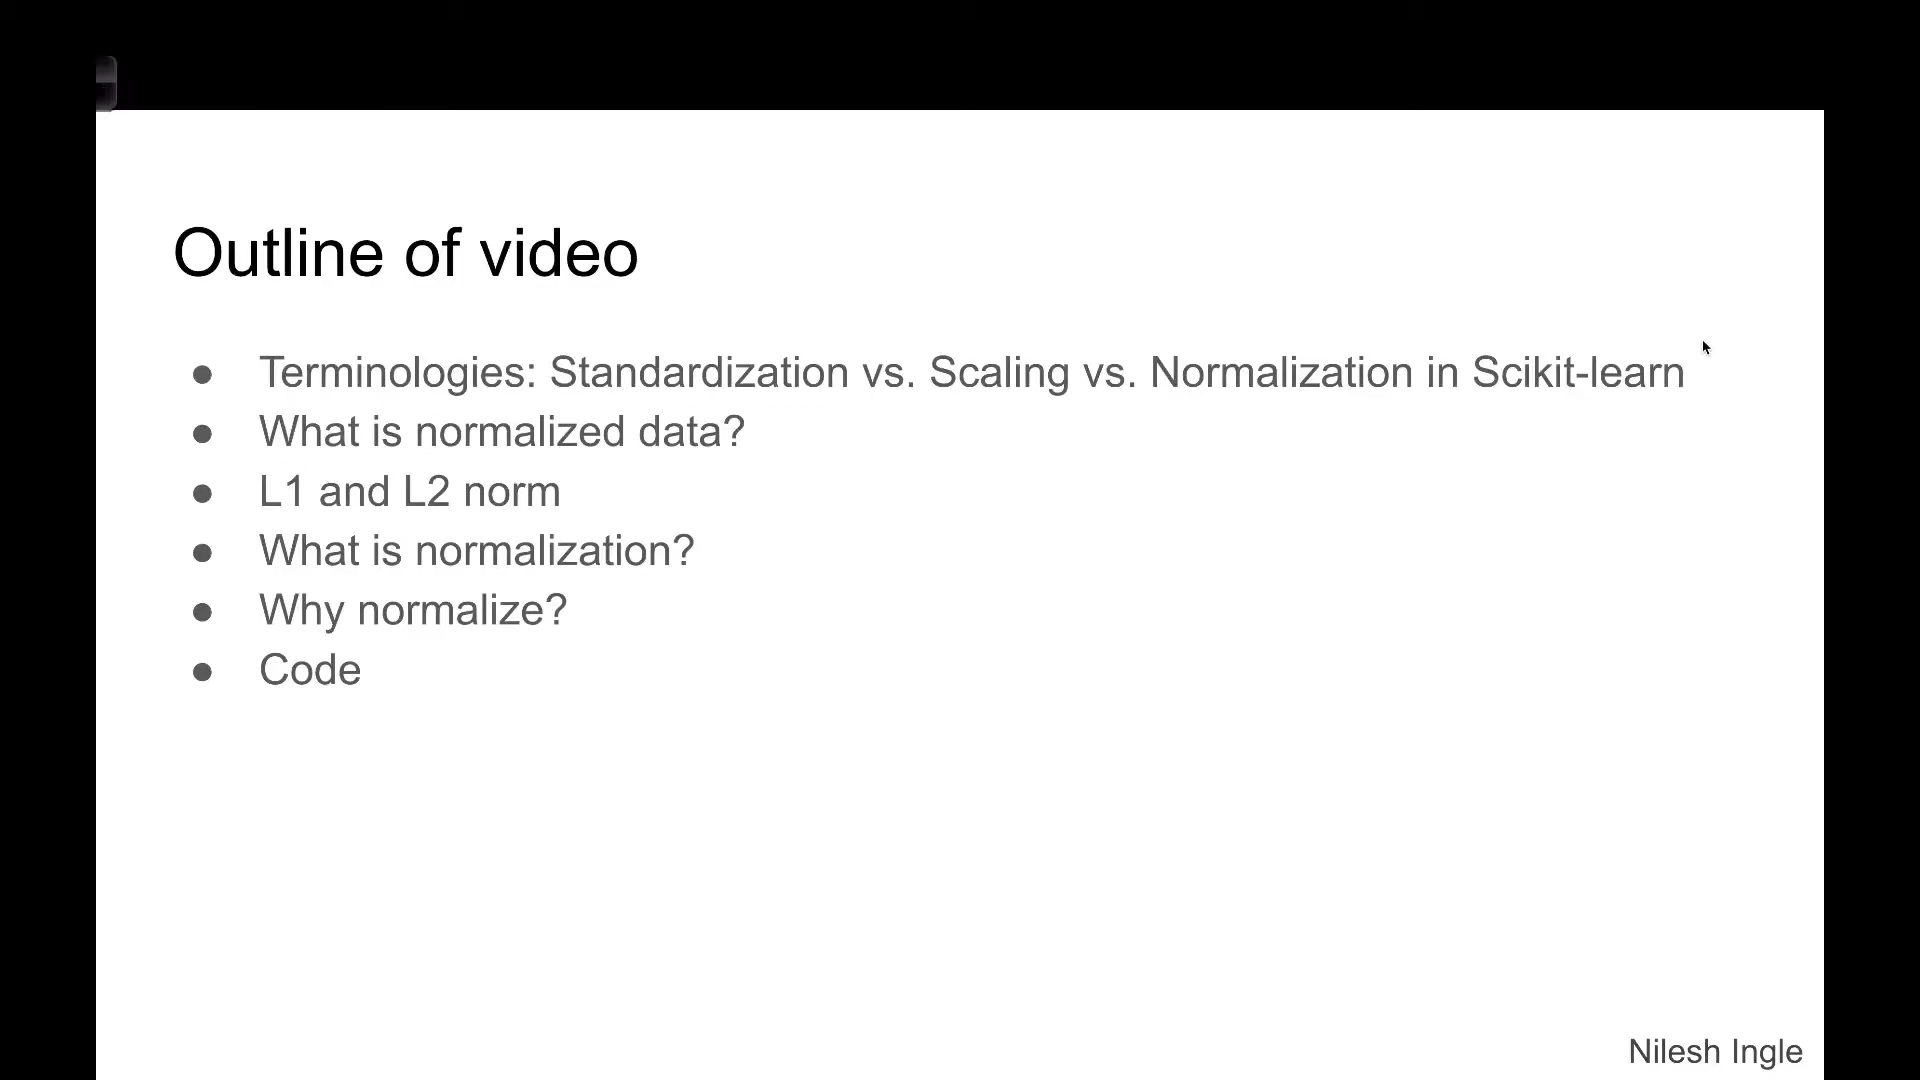 Outline of video
● Terminologies: Standardization vs. Scaling vs. Normalization in Scikit-learn
● What is normalized data?
● L1 and L2 norm
● What is normalization?
● Why normalize?
● Code
Nilesh Ingle